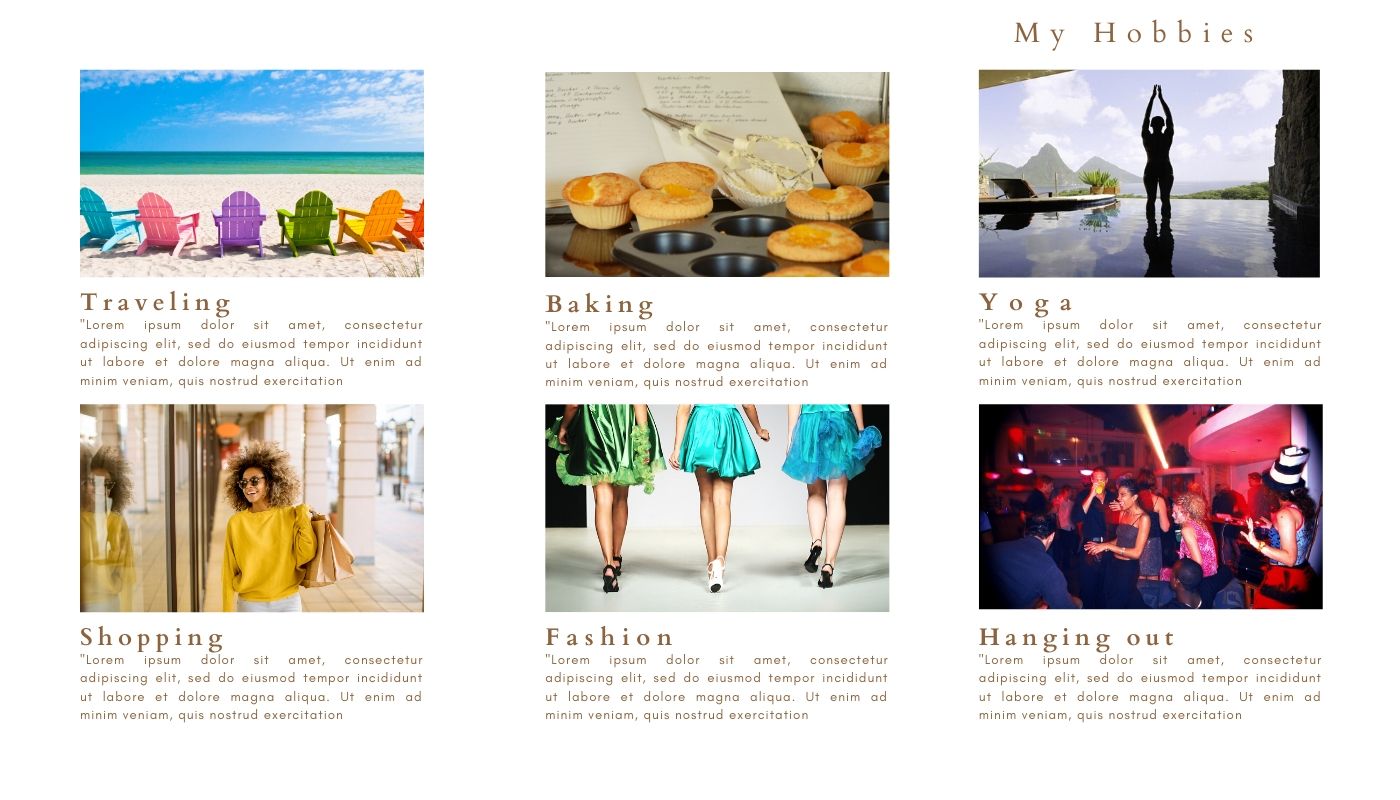 My Hobbies
Traveling
"Lorem ipsum dolor sit amet, consectetur
adipiscing elit, sed do eiusmod tempor incididunt
ut labore et dolore magna aliqua. Ut enim ad
minim veniam, quis nostrud exercitation
Baking
"Lorem ipsum dolor sit amet, consectetur
adipiscing elit, sed do eiusmod tempor incididunt
ut labore et dolore magna aliqua. Ut enim ad
minim veniam, quis nostrud exercitation
Yoga
"Lorem ipsum dolor sit amet, consectetur
adipiscing elit, sed do eiusmod tempor incididunt
ut labore et dolore magna aliqua. Ut enim ad
minim veniam, quis nostrud exercitation
Shopping
"Lorem ipsum dolor sit amet, consectetur
adipiscing elit, sed do eiusmod tempor incididunt
ut labore et dolore magna aliqua. Ut enim ad
minim veniam, quis nostrud exercitation
Fashion
"Lorem ipsum dolor sit amet, consectetur
adipiscing elit, sed do eiusmod tempor incididunt
ut labore et dolore magna aliqua. Ut enim ad
minim veniam, quis nostrud exercitation
Hanging out
"Lorem ipsum dolor sit amet, consectetur
adipiscing elit, sed do eiusmod tempor incididunt
ut labore et dolore magna aliqua. Ut enim ad
minim veniam, quis nostrud exercitation